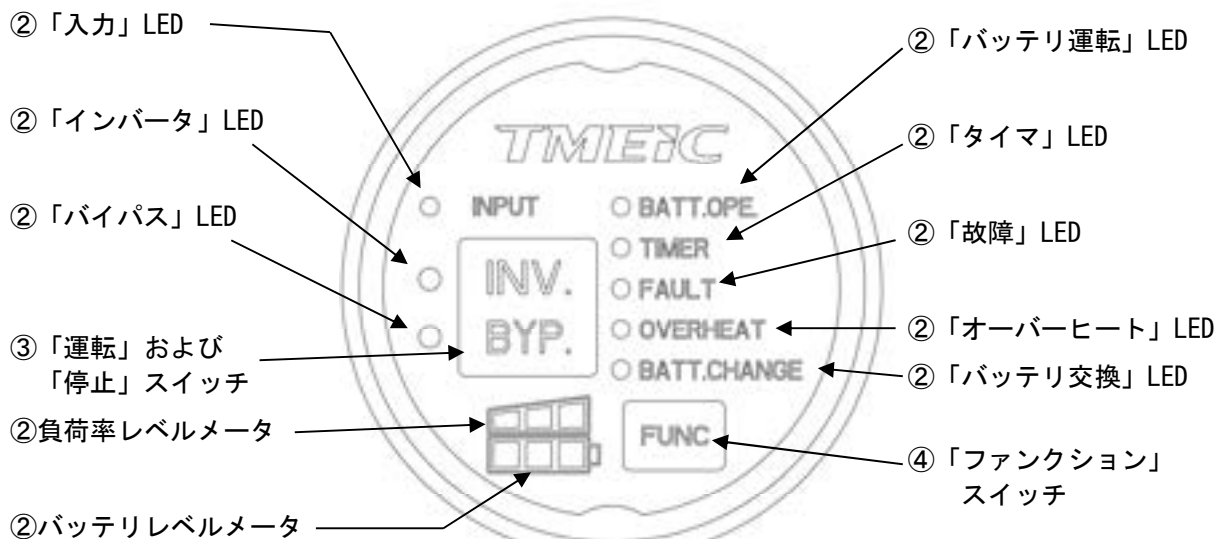 ②「入力」LED
②「インバータ」LED
②「バイパス」LED
③「運転」および
「停止」スイッチ
②負荷率レベルメータ
②バッテリレベルメータ
TMEiC
INPUT
INV.
BYP.
BATT.OPE.
TIMER
FAULT
OVERHEAT
BATT.CHANGE
FUNC
②「バッテリ運転」LED
②「タイマ」LED
②「故障」LED
②「オーバーヒート」LED
②「バッテリ交換」LED
④「ファンクション」
スイッチ